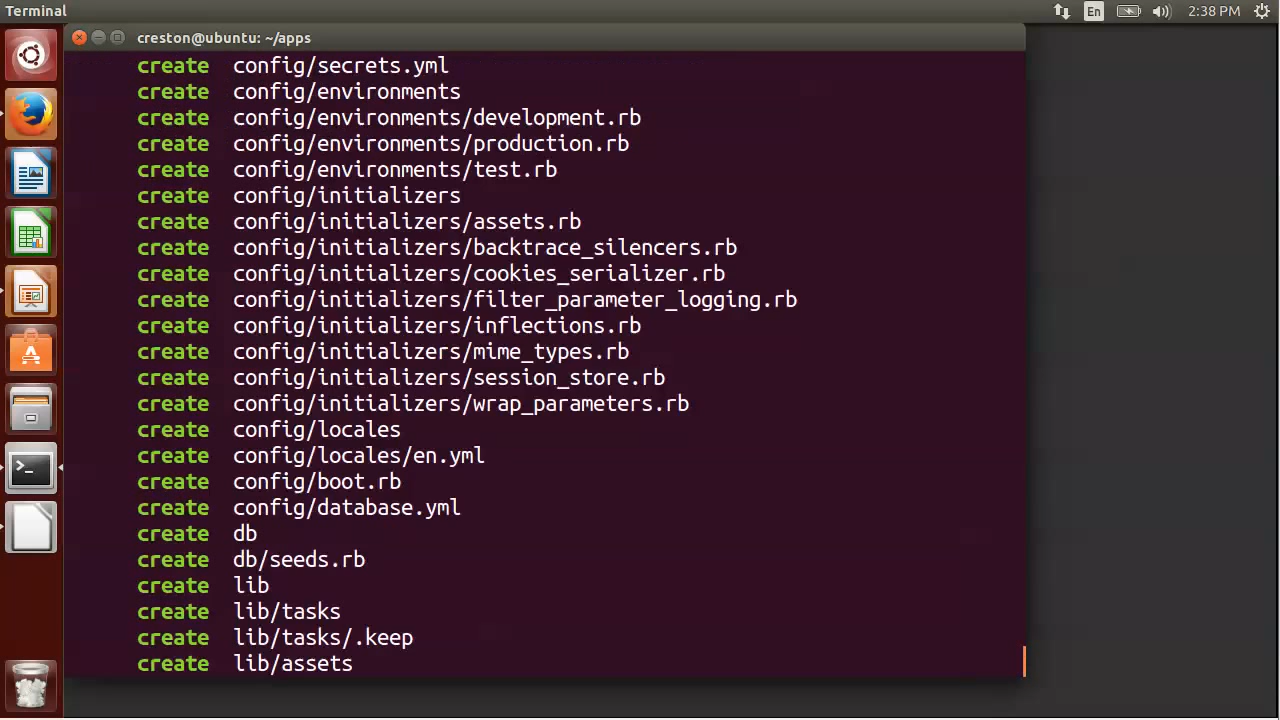 Terminal
En
2:38 PM
creston@ubuntu: ~/apps
create config/secrets.yml
create config/environments
create config/environments/development.rb
create config/environments/production.rb
create config/environments/test.rb
create config/initializers
create config/initializers/assets.rb
create config/initializers/backtrace_silencers.rb
create config/initializers/cookies_serializer.rb
create config/initializers/filter_parameter_logging.rb
create config/initializers/inflections.rb
create config/initializers/mime_types.rb
create config/initializers/session_store.rb
create config/initializers/wrap_parameters.rb
create config/locales
create config/locales/en.yml
create config/boot.rb
create config/database.yml
create db
create db/seeds.rb
create lib
create lib/tasks
create lib/tasks/.keep
create lib/assets